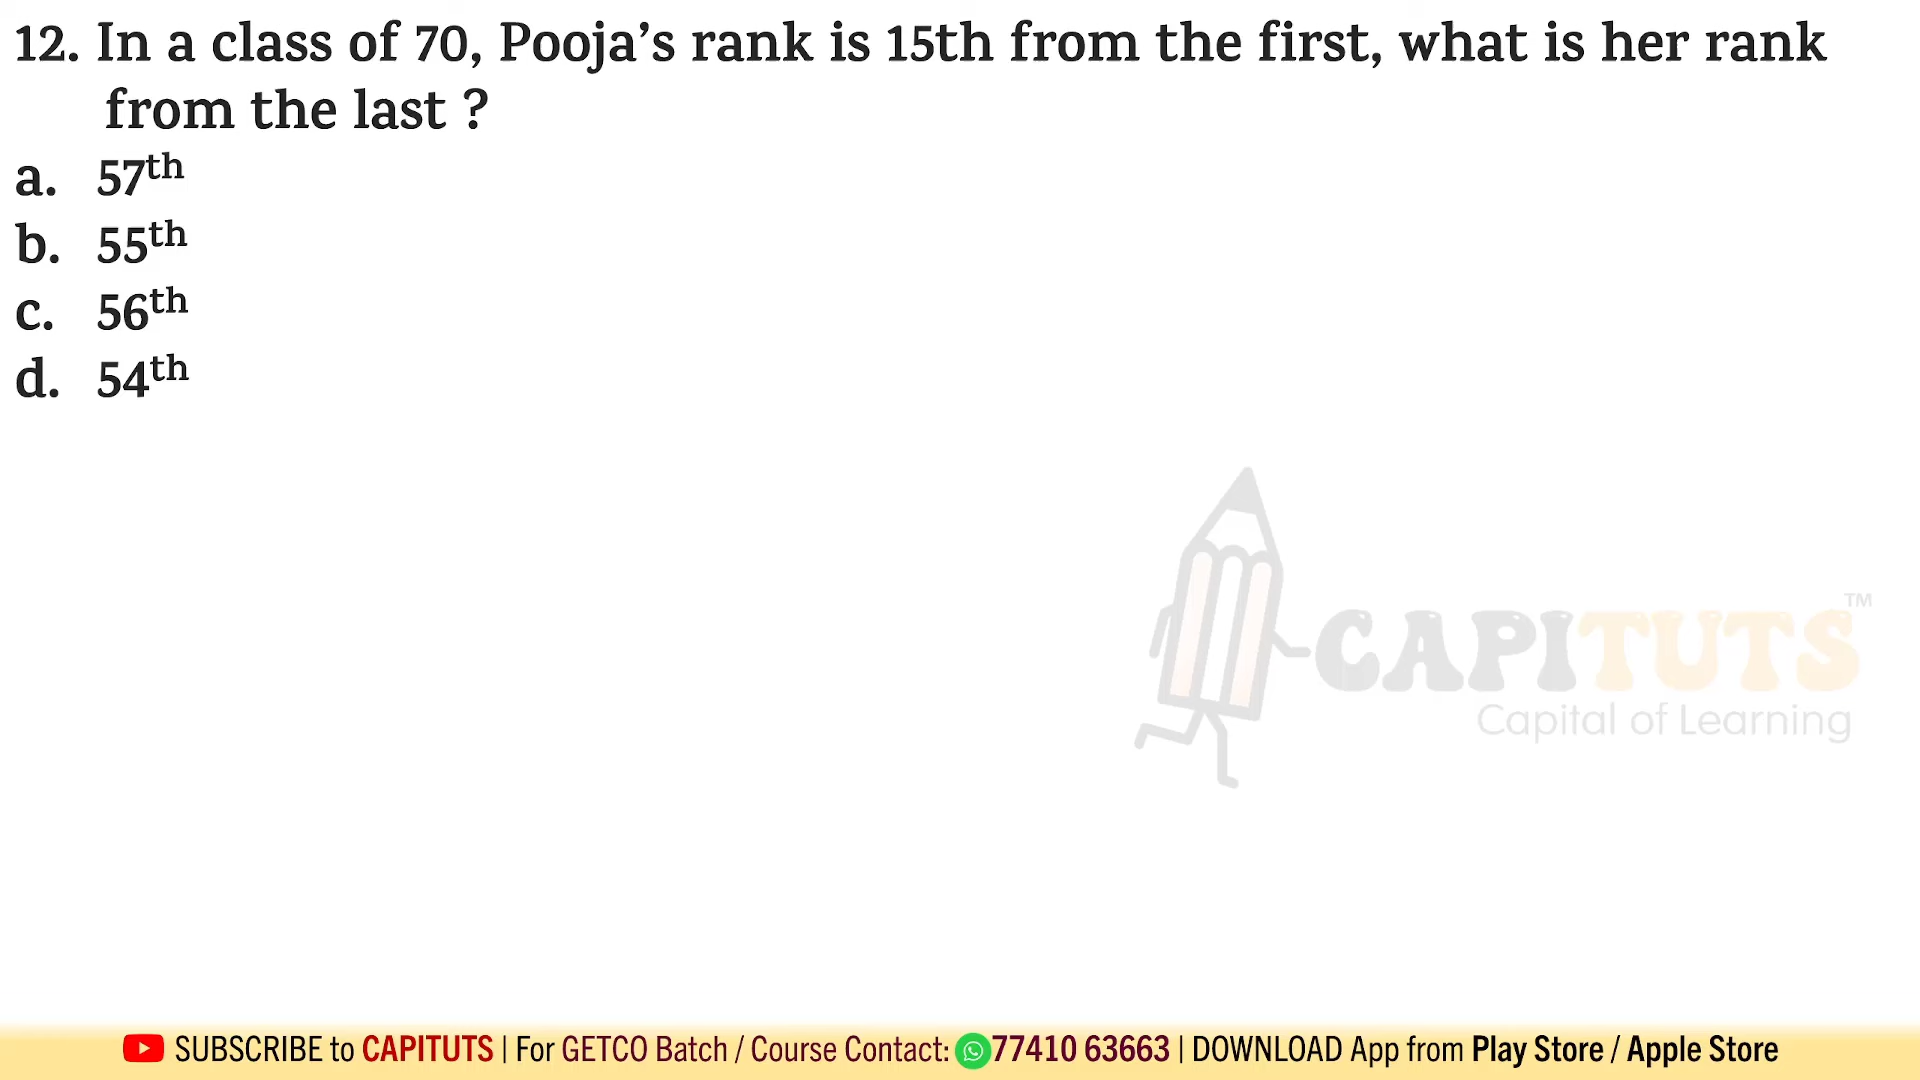 12. In a class of 70, Pooja’s rank is 15th from the first, what is her rank
from the last ?
a. 57th
b. 55th
c. 56th
d. 54th
CAPITUTS™
Capital of Learning
SUBSCRIBE to CAPITUTS | For GETCO Batch / Course Contact: 77410 63663 | DOWNLOAD App from Play Store / Apple Store